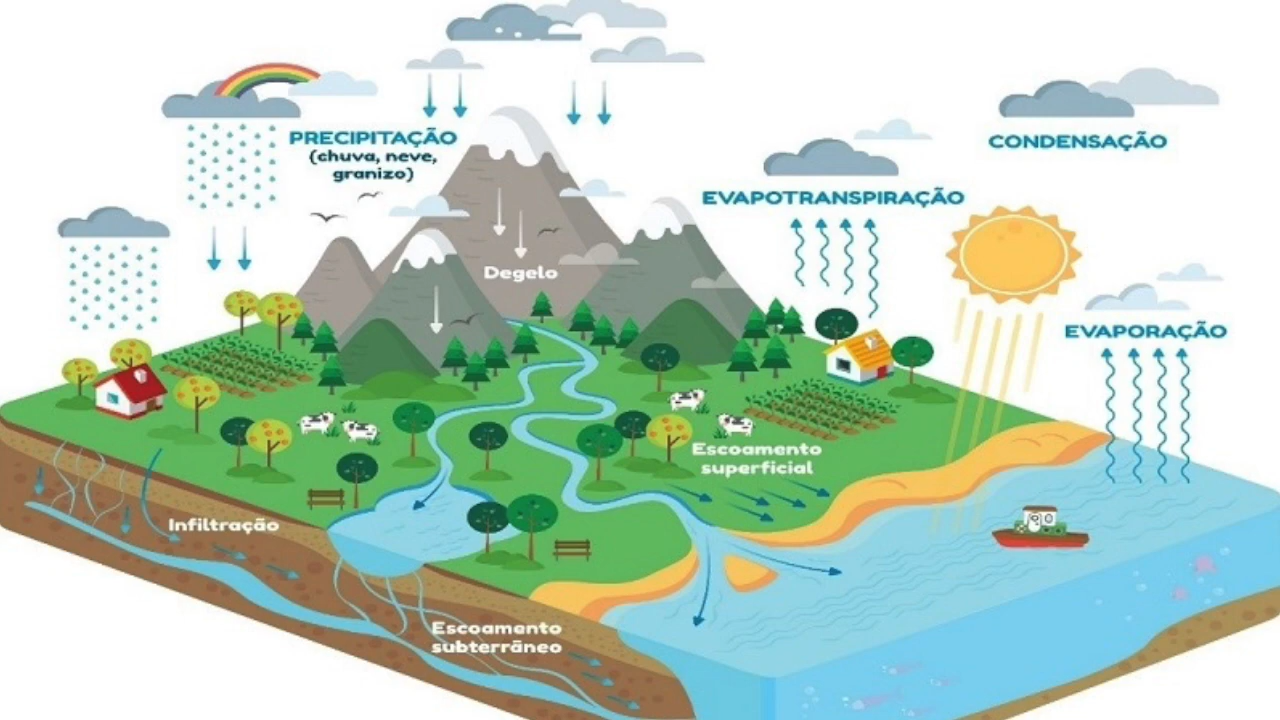 PRECIPITAÇÃO
(chuva, neve,
granizo)
CONDENSAÇÃO
EVAPOTRANSPIRAÇÃO
Degelo
EVAPORAÇÃO
Escoamento
superficial
Infiltração
Escoamento
subterrâneo